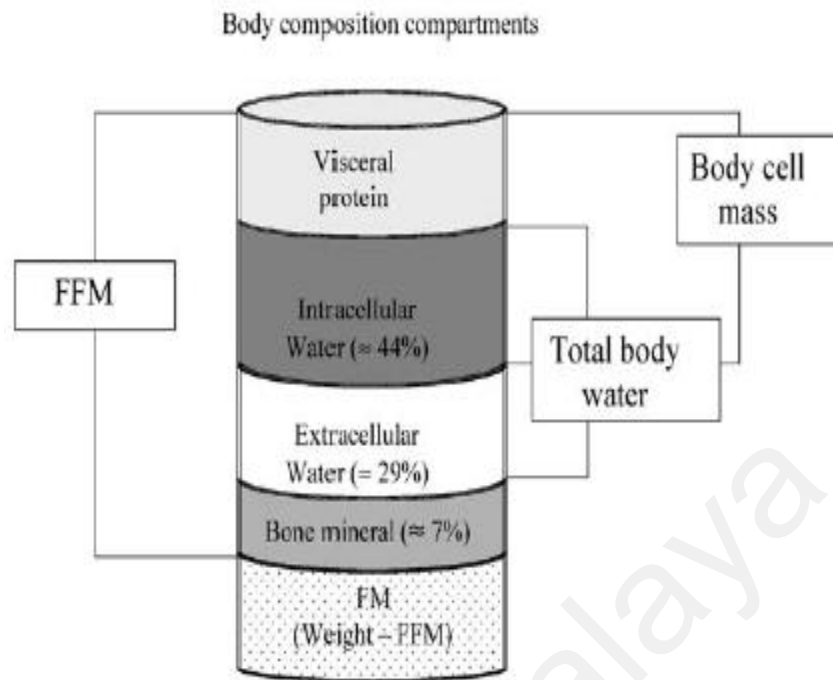 Body composition compartments
Visceral
protein
Body cell
mass
FFM
Intracellular
Water (≈ 44%)
Total body
water
Extracellular
Water (= 29%)
Bone mineral (≈ 7%)
FM
(Weight – FFM)
alaya